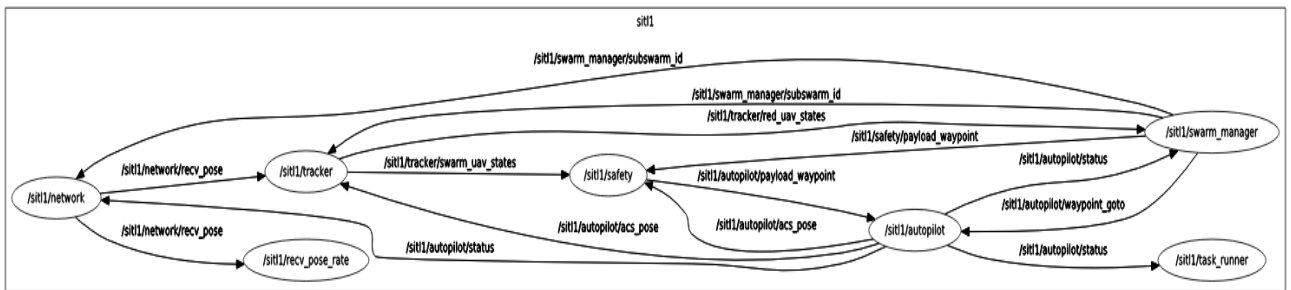 sitl1
/sitl1/swarm_manager/subswarm_id
/sitl1/swarm_manager/subswarm_id
/sitl1/tracker/red_uav_states
/sitl1/swarm_manager
/sitl1/safety/payload_waypoint
/sitl1/tracker/swarm_uav_states
/sitl1/autopilot/status
/sitl1/network/recv_pose
/sitl1/tracker
/sitl1/safety
/sitl1/autopilot/payload_waypoint
/sitl1/network
/sitl1/autopilot/waypoint_goto
/sitl1/autopilot/acs_pose
/sitl1/autopilot/acs_pose
/sitl1/autopilot
/sitl1/network/recv_pose
/sitl1/autopilot/status
/sitl1/autopilot/status
/sitl1/recv_pose_rate
/sitl1/task_runner